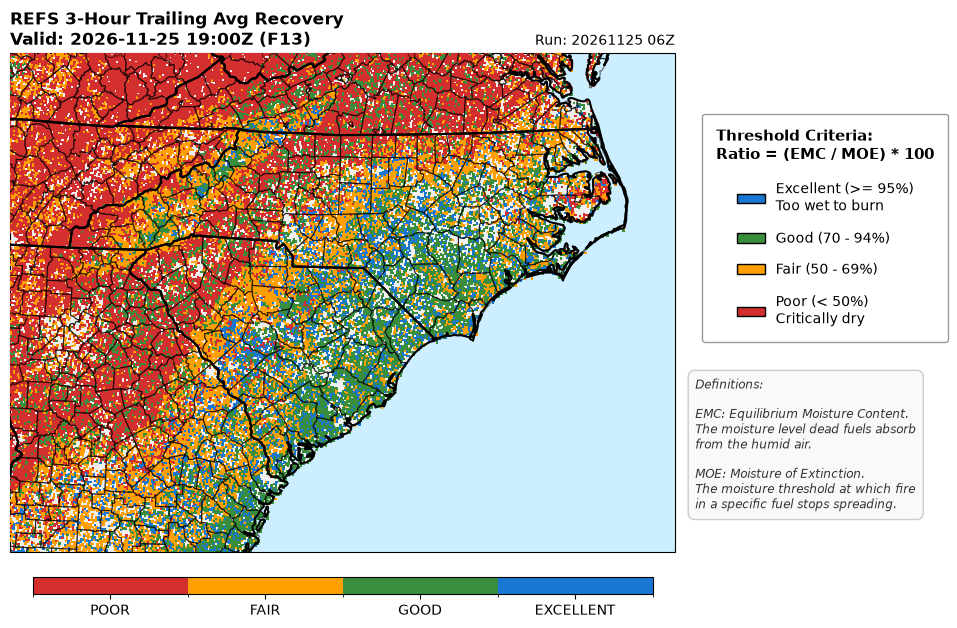 REFS 3-Hour Trailing Avg Recovery
Valid: 2026-11-25 19:00Z (F13)
Run: 20261125 06Z
Threshold Criteria:
Ratio = (EMC / MOE) * 100
Excellent (>= 95%)
Too wet to burn
Good (70 - 94%)
Fair (50 - 69%)
Poor (< 50%)
Critically dry
Definitions:
EMC: Equilibrium Moisture Content.
The moisture level dead fuels absorb
from the humid air.
MOE: Moisture of Extinction.
The moisture threshold at which fire
in a specific fuel stops spreading.
POOR
FAIR
GOOD
EXCELLENT